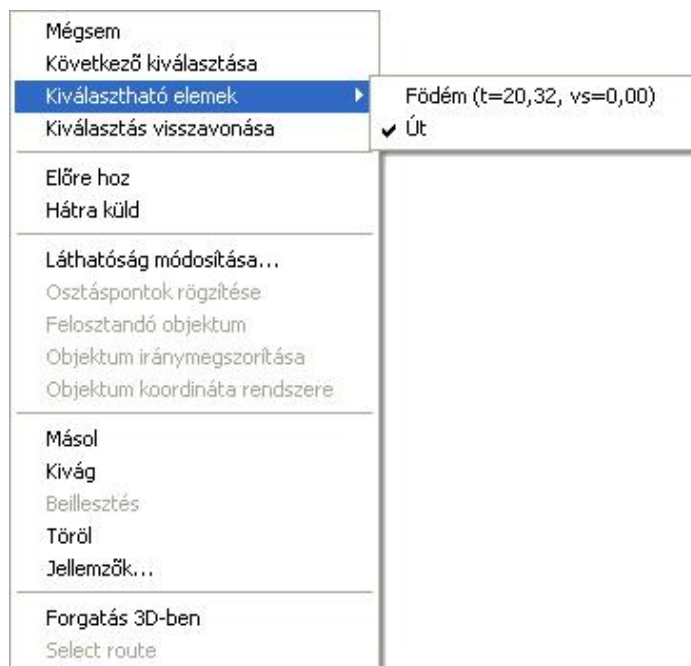 Mégsem
Következő kiválasztása
Kiválasztható elemek
Födém (t=20,32, vs=0,00)
Út
Kiválasztás visszavonása
Előre hoz
Hátra küld
Láthatóság módosítása...
Osztáspontok rögzítése
Felosztandó objektum
Objektum iránymegszorítása
Objektum koordináta rendszere
Másol
Kivág
Beillesztés
Töröl
Jellemzők...
Forgatás 3D-ben
Select route